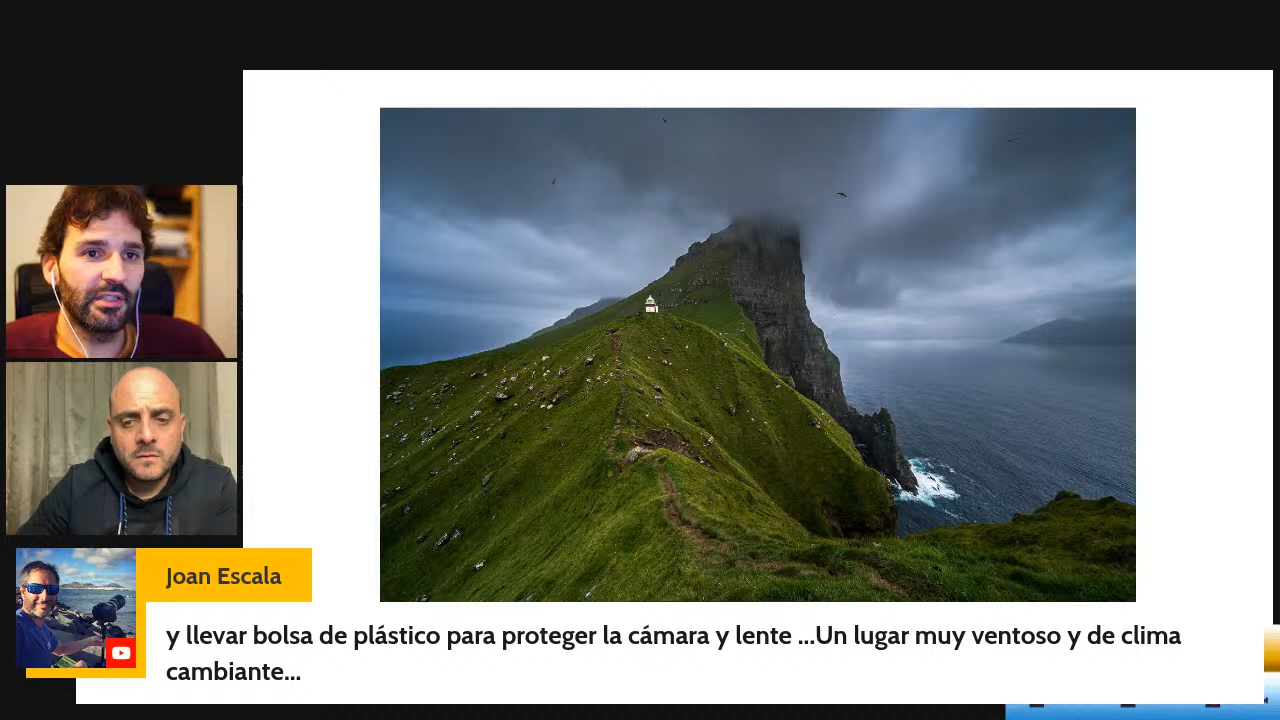 Joan Escala
y llevar bolsa de plástico para proteger la cámara y lente ...Un lugar muy ventoso y de clima
cambiante...